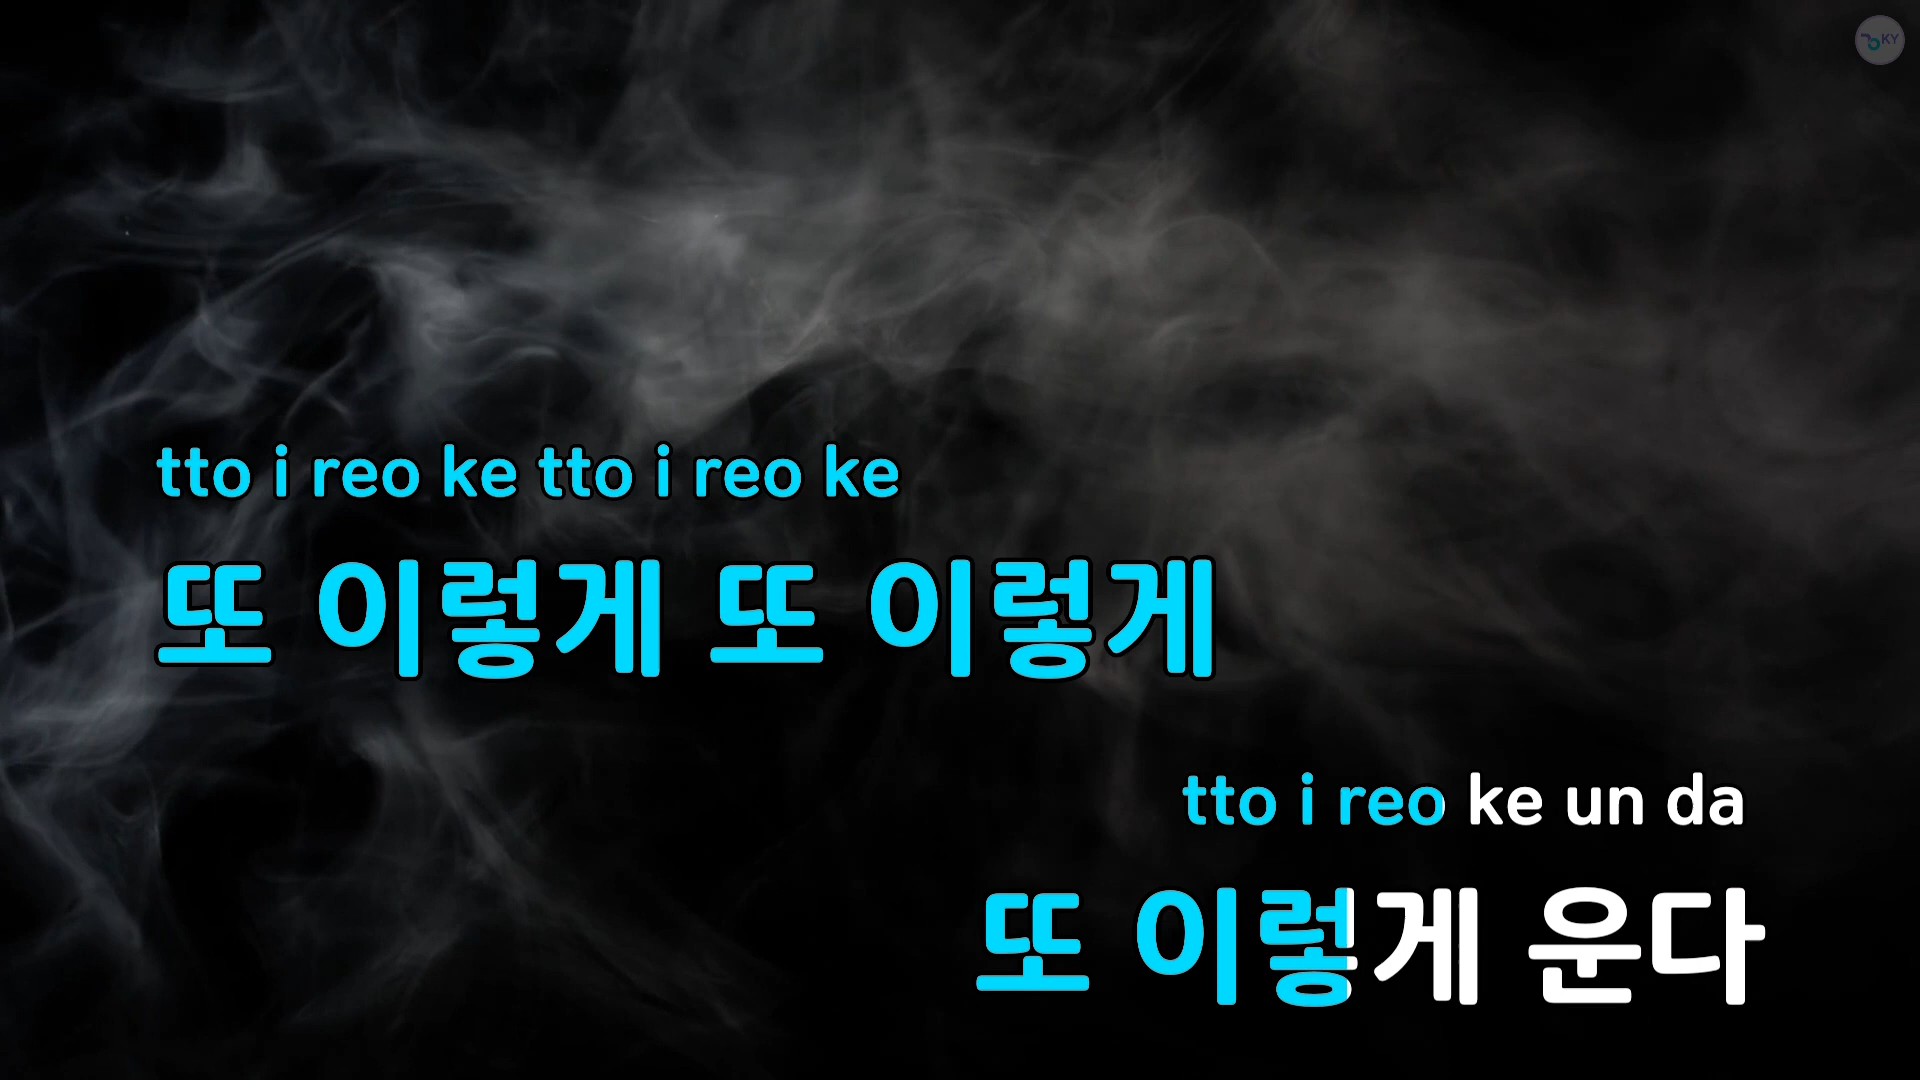 KY
tto i reo ke tto i reo ke
또 이렇게 또 이렇게
tto i reo ke un da
또 이렇게 운다